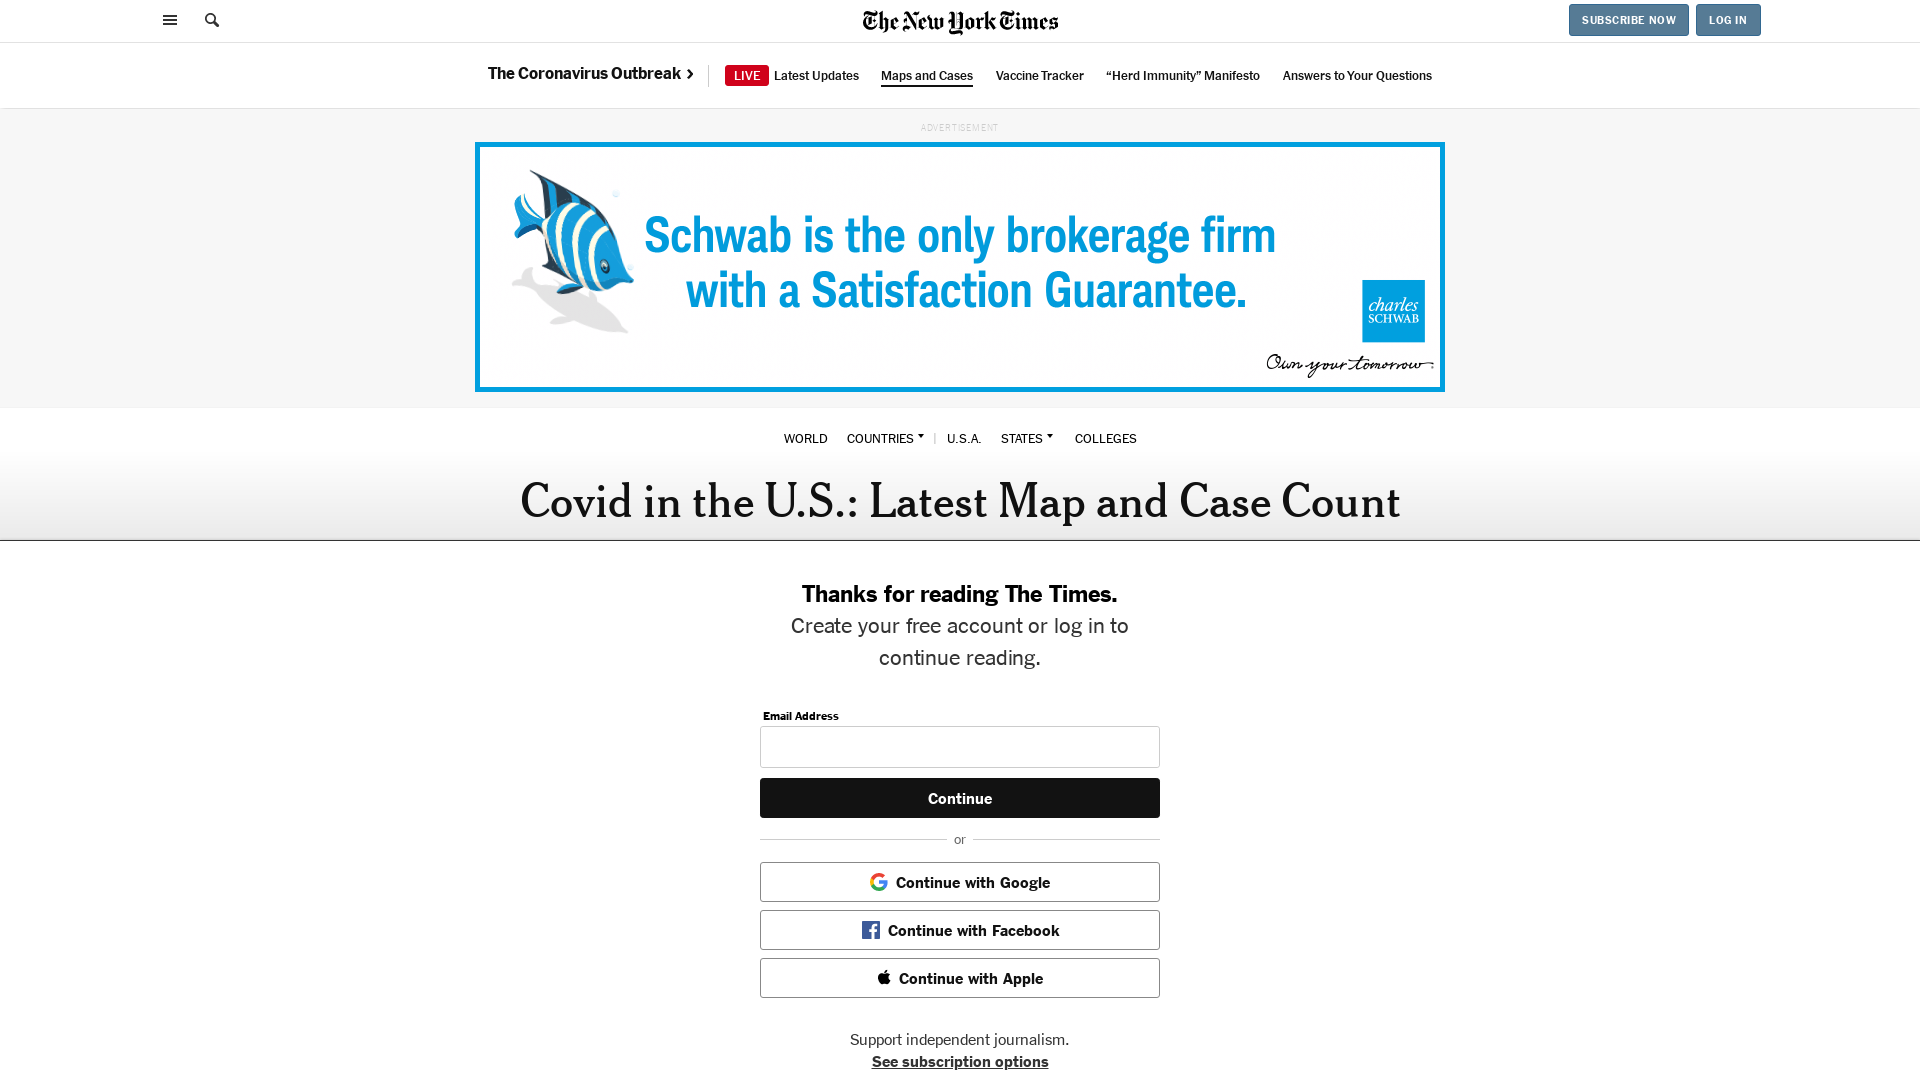 The New York Times
SUBSCRIBE NOW
LOG IN
The Coronavirus Outbreak
LIVE Latest Updates
Maps and Cases
Vaccine Tracker
“Herd Immunity” Manifesto
Answers to Your Questions
ADVERTISEMENT
Schwab is the only brokerage firm
with a Satisfaction Guarantee.
charles
SCHWAB
Own your tomorrow
WORLD
COUNTRIES
U.S.A.
STATES
COLLEGES
Covid in the U.S.: Latest Map and Case Count
Thanks for reading The Times.
Create your free account or log in to
continue reading.
Email Address
Continue
or
Continue with Google
Continue with Facebook
Continue with Apple
Support independent journalism.
See subscription options